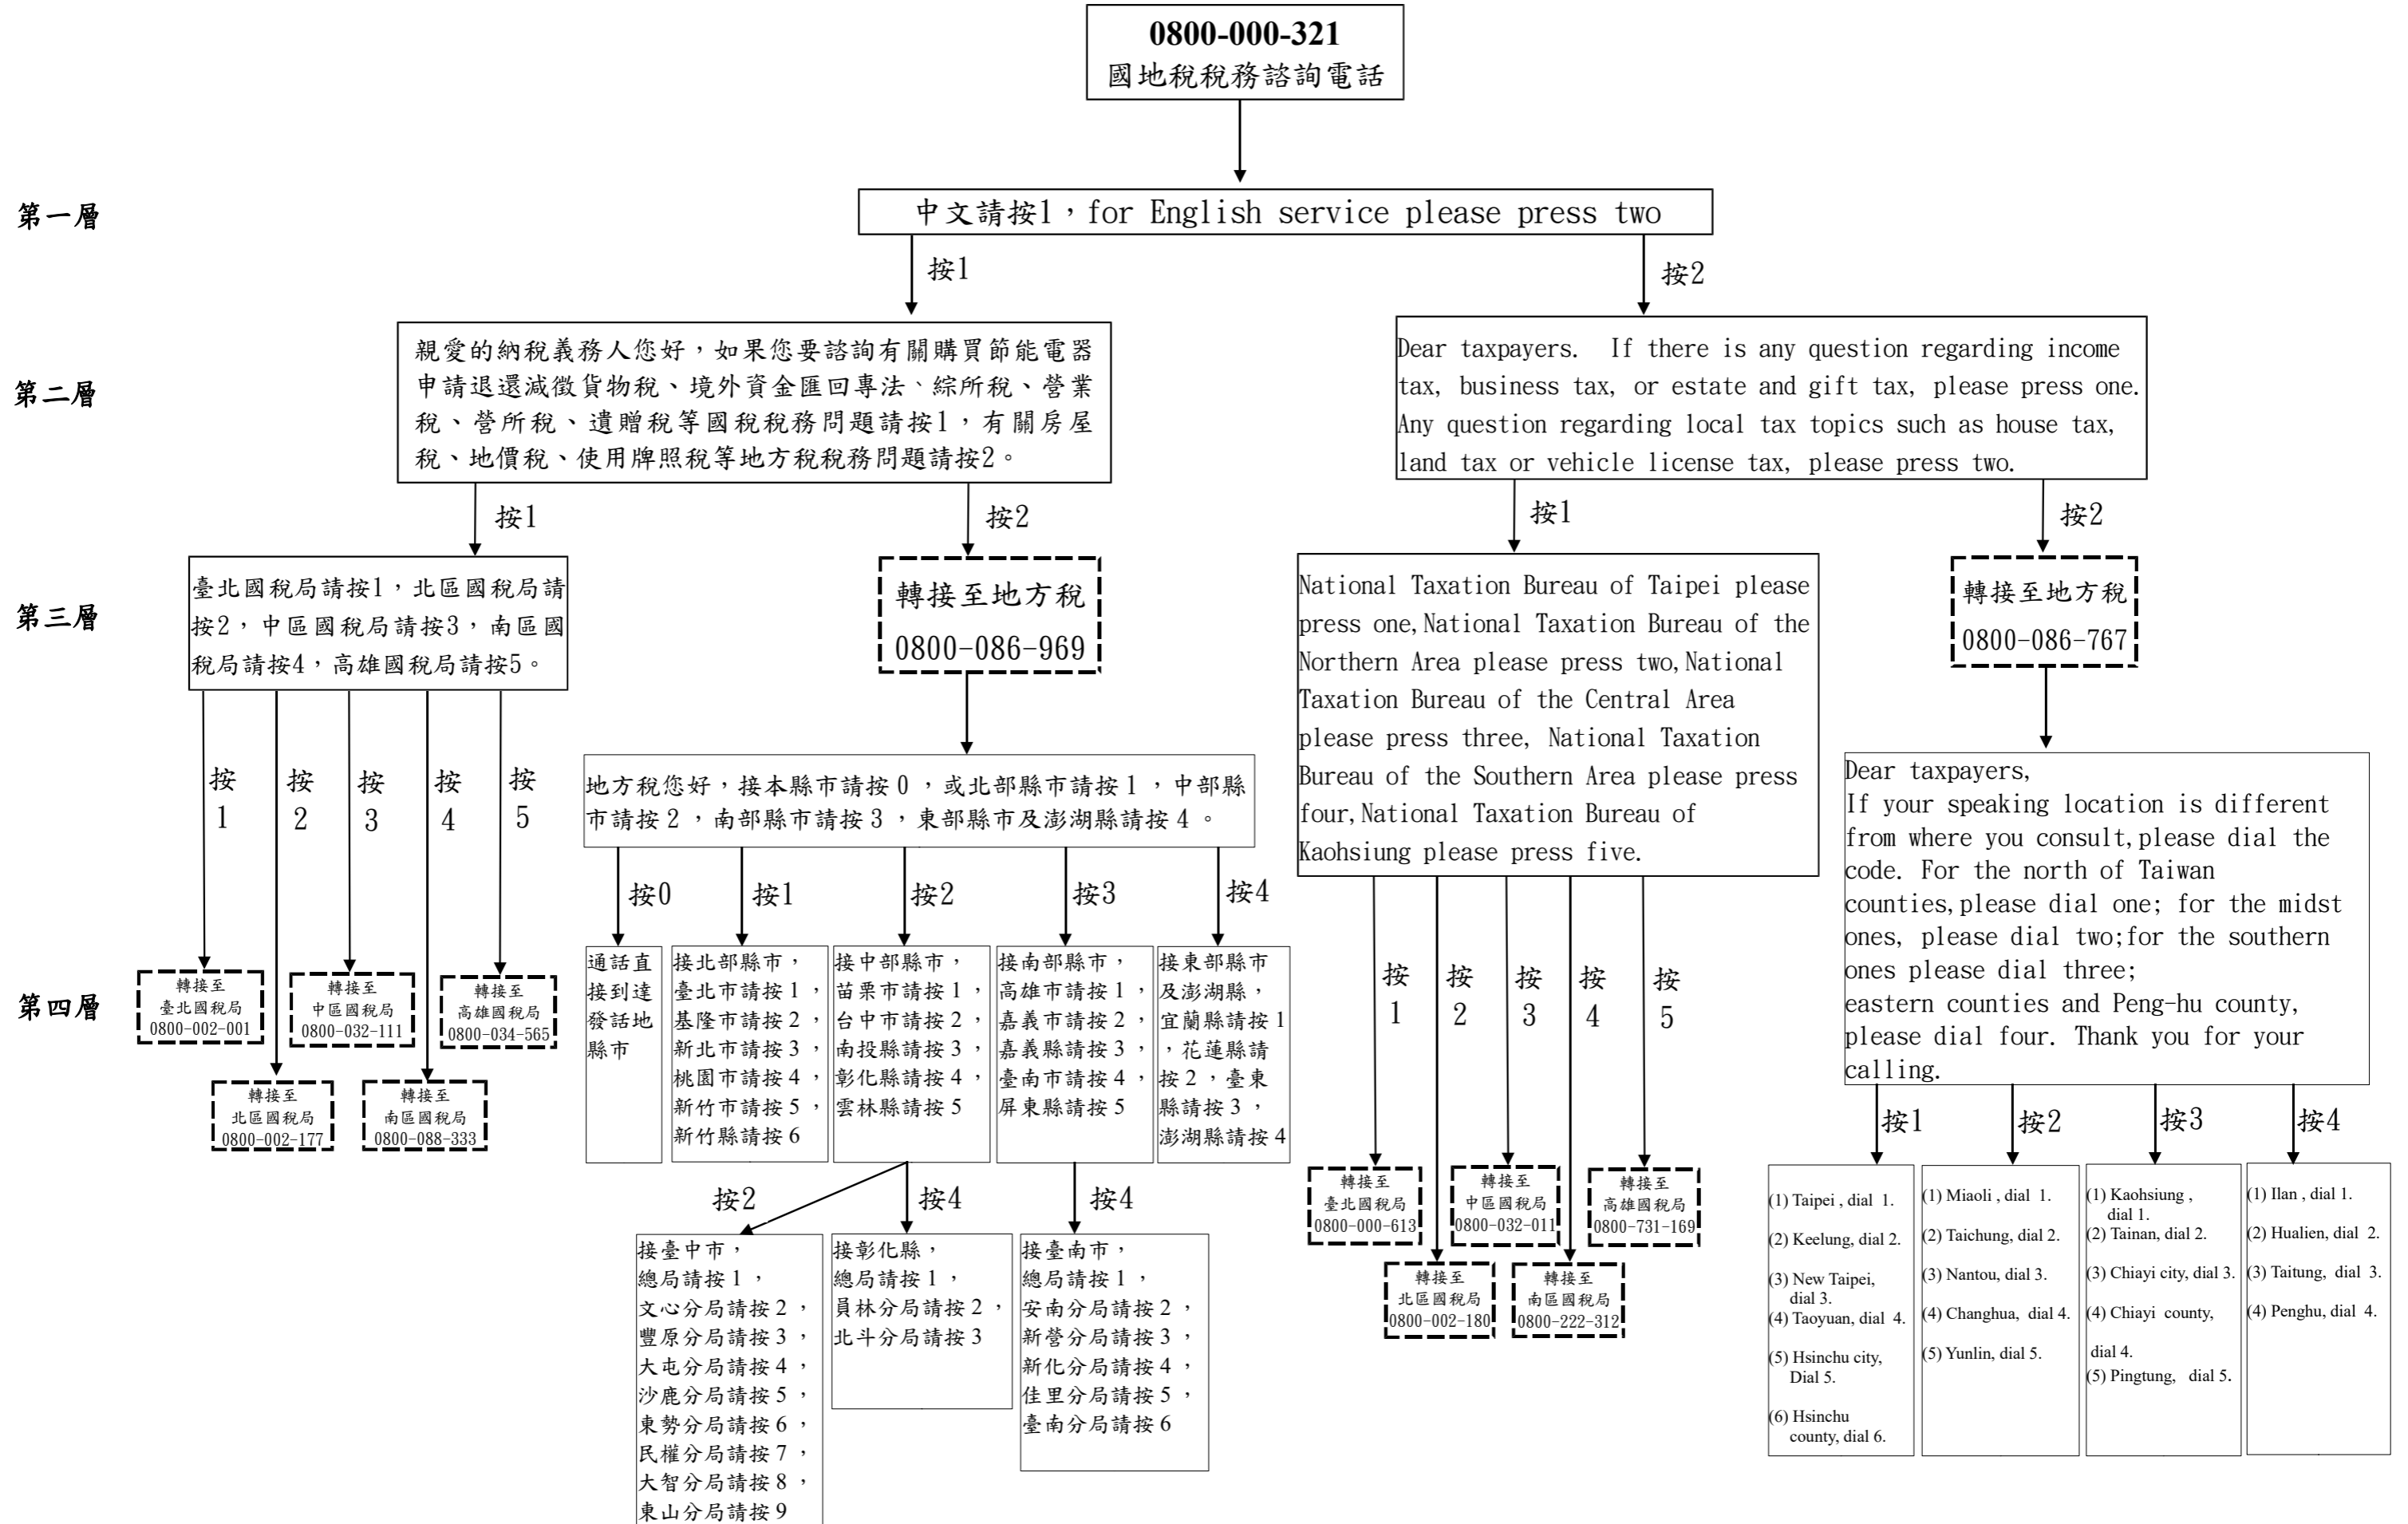 0800-000-321
國地稅稅務諮詢電話
第一層
中文請按1，for English service please press two
按1
按2
第二層
親愛的納稅義務人您好，如果您要諮詢有關購買節能電器
申請退還減徵貨物稅、境外資金匯回專法、綜所稅、營業
稅、營所稅、遺贈稅等國稅稅務問題請按1，有關房屋
稅、地價稅、使用牌照稅等地方稅稅務問題請按2。
Dear taxpayers.  If there is any question regarding income
tax, business tax, or estate and gift tax, please press one.
Any question regarding local tax topics such as house tax,
land tax or vehicle license tax, please press two.
按1
按2
按1
按2
第三層
臺北國稅局請按1，北區國稅局請
按2，中區國稅局請按3，南區國
稅局請按4，高雄國稅局請按5。
轉接至地方稅
0800-086-969
National Taxation Bureau of Taipei please
press one,National Taxation Bureau of the
Northern Area please press two,National
Taxation Bureau of the Central Area
please press three, National Taxation
Bureau of the Southern Area please press
four,National Taxation Bureau of
Kaohsiung please press five.
轉接至地方稅
0800-086-767
按
1
按
2
按
3
按
4
按
5
地方稅您好，接本縣市請按0，或北部縣市請按1，中部縣
市請按2，南部縣市請按3，東部縣市及澎湖縣請按4。
Dear taxpayers,
If your speaking location is different
from where you consult,please dial the
code. For the north of Taiwan
counties,please dial one; for the midst
ones, please dial two;for the southern
ones please dial three;
eastern counties and Peng-hu county,
please dial four. Thank you for your
calling.
按0
按1
按2
按3
按4
第四層
轉接至
臺北國稅局
0800-002-001
轉接至
中區國稅局
0800-032-111
轉接至
高雄國稅局
0800-034-565
轉接至
北區國稅局
0800-002-177
轉接至
南區國稅局
0800-088-333
通話直
接到達
發話地
縣市
接北部縣市，
臺北市請按1，
基隆市請按2，
新北市請按3，
桃園市請按4，
新竹市請按5，
新竹縣請按6
接中部縣市，
苗栗市請按1，
台中市請按2，
南投縣請按3，
彰化縣請按4，
雲林縣請按5
接南部縣市，
高雄市請按1，
嘉義市請按2，
嘉義縣請按3，
臺南市請按4，
屏東縣請按5
接東部縣市
及澎湖縣，
宜蘭縣請按1
，花蓮縣請
按2，臺東
縣請按3，
澎湖縣請按4
按
1
按
2
按
3
按
4
按
5
按1
按2
按3
按4
按2
按4
按4
接臺中市，
總局請按1，
文心分局請按2，
豐原分局請按3，
大屯分局請按4，
沙鹿分局請按5，
東勢分局請按6，
民權分局請按7，
大智分局請按8，
東山分局請按9
接彰化縣，
總局請按1，
員林分局請按2，
北斗分局請按3
接臺南市，
總局請按1，
安南分局請按2，
新營分局請按3，
新化分局請按4，
佳里分局請按5，
臺南分局請按6
轉接至
臺北國稅局
0800-000-613
轉接至
中區國稅局
0800-032-011
轉接至
高雄國稅局
0800-731-169
轉接至
北區國稅局
0800-002-180
轉接至
南區國稅局
0800-222-312
(1) Taipei , dial  1.
(2) Keelung, dial 2.
(3) New Taipei,
dial 3.
(4) Taoyuan, dial  4.
(5) Hsinchu city,
Dial 5.
(6) Hsinchu
county, dial 6.
(1) Miaoli , dial  1.
(2) Taichung, dial 2.
(3) Nantou, dial 3.
(4) Changhua,  dial 4.
(5) Yunlin, dial 5.
(1) Kaohsiung ,
dial 1.
(2) Tainan, dial 2.
(3) Chiayi city, dial 3.
(4) Chiayi  county,
dial 4.
(5) Pingtung,   dial 5.
(1) Ilan , dial 1.
(2) Hualien, dial  2.
(3) Taitung,  dial  3.
(4) Penghu, dial  4.